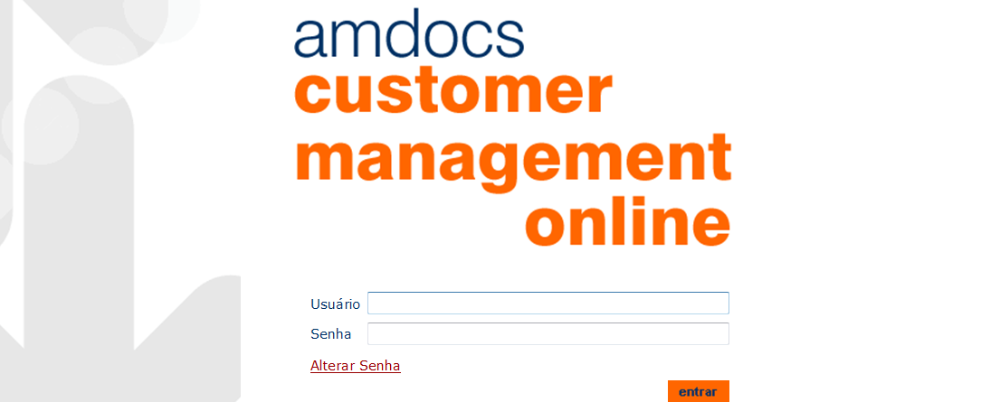 amdocs
customer
management
online
Usuário
Senha
Alterar Senha
entrar